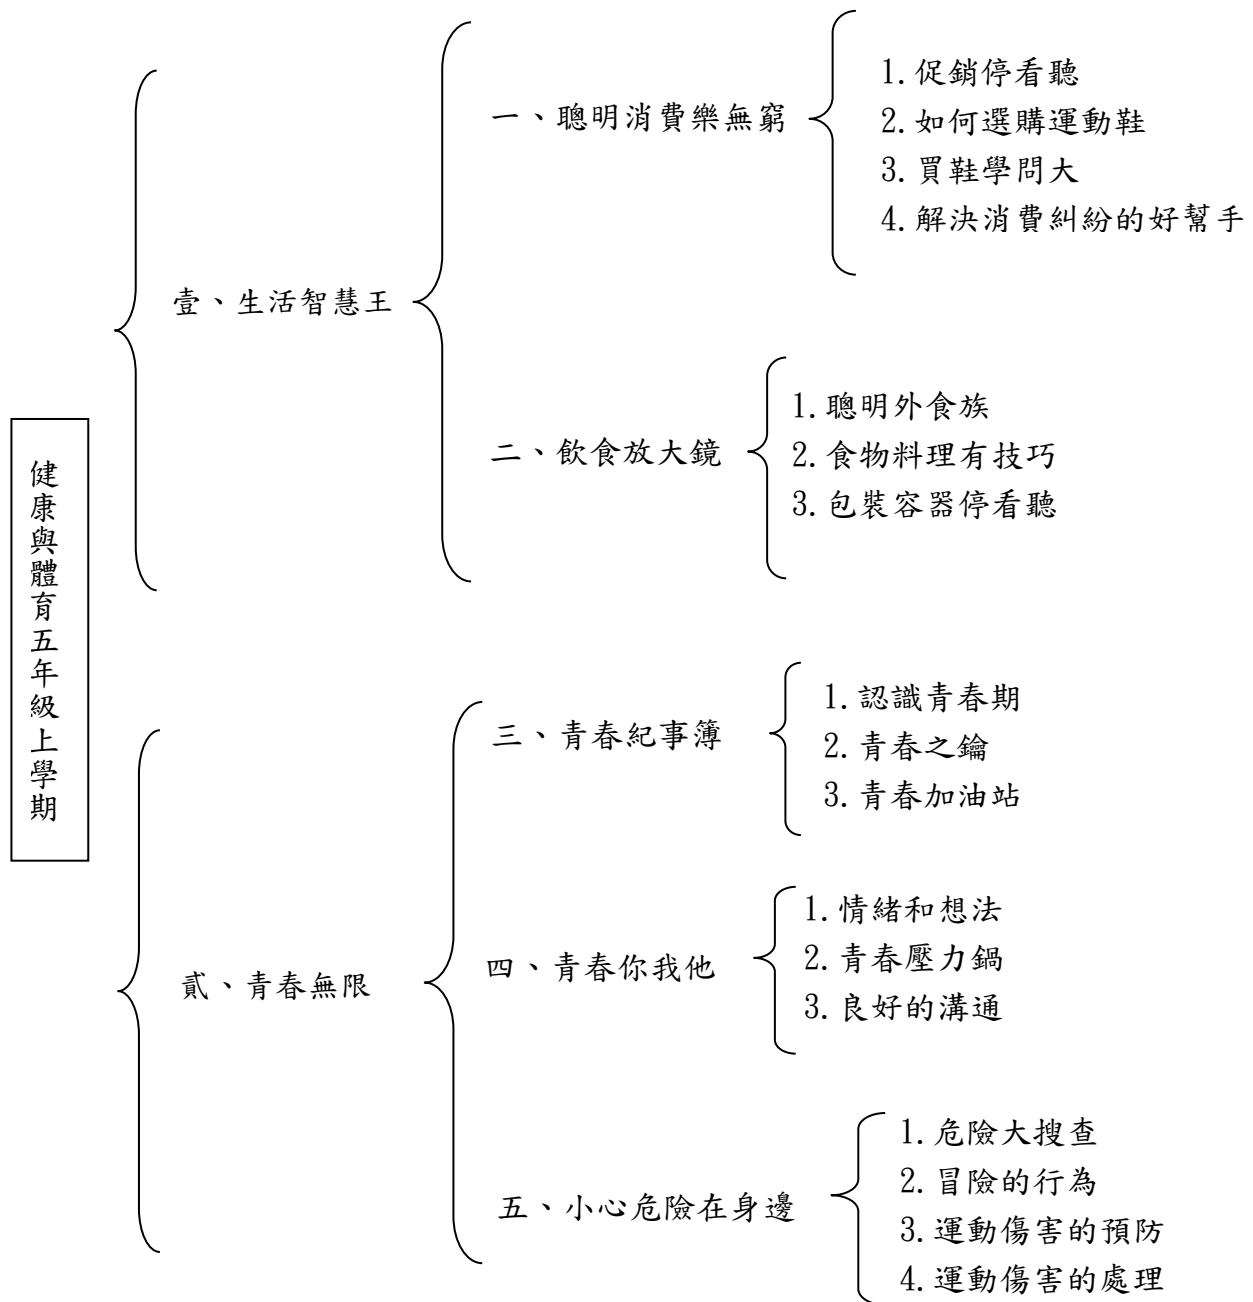 健康與體育五年級上學期
壹、生活智慧王
一、聰明消費樂無窮
1.促銷停看聽
2.如何選購運動鞋
3.買鞋學問大
4.解決消費糾紛的好幫手
二、飲食放大鏡
1.聰明外食族
2.食物料理有技巧
3.包裝容器停看聽
貳、青春無限
三、青春紀事簿
1.認識青春期
2.青春之鑰
3.青春加油站
四、青春你我他
1.情緒和想法
2.青春壓力鍋
3.良好的溝通
五、小心危險在身邊
1.危險大搜查
2.冒險的行為
3.運動傷害的預防
4.運動傷害的處理